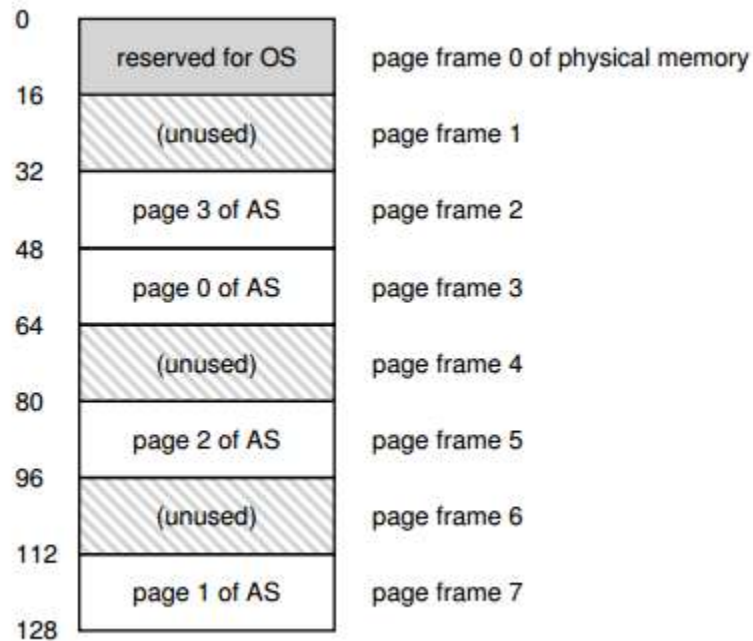 0
reserved for OS page frame 0 of physical memory
16
(unused) page frame 1
32
page 3 of AS page frame 2
48
page 0 of AS page frame 3
64
(unused) page frame 4
80
page 2 of AS page frame 5
96
(unused) page frame 6
112
page 1 of AS page frame 7
128